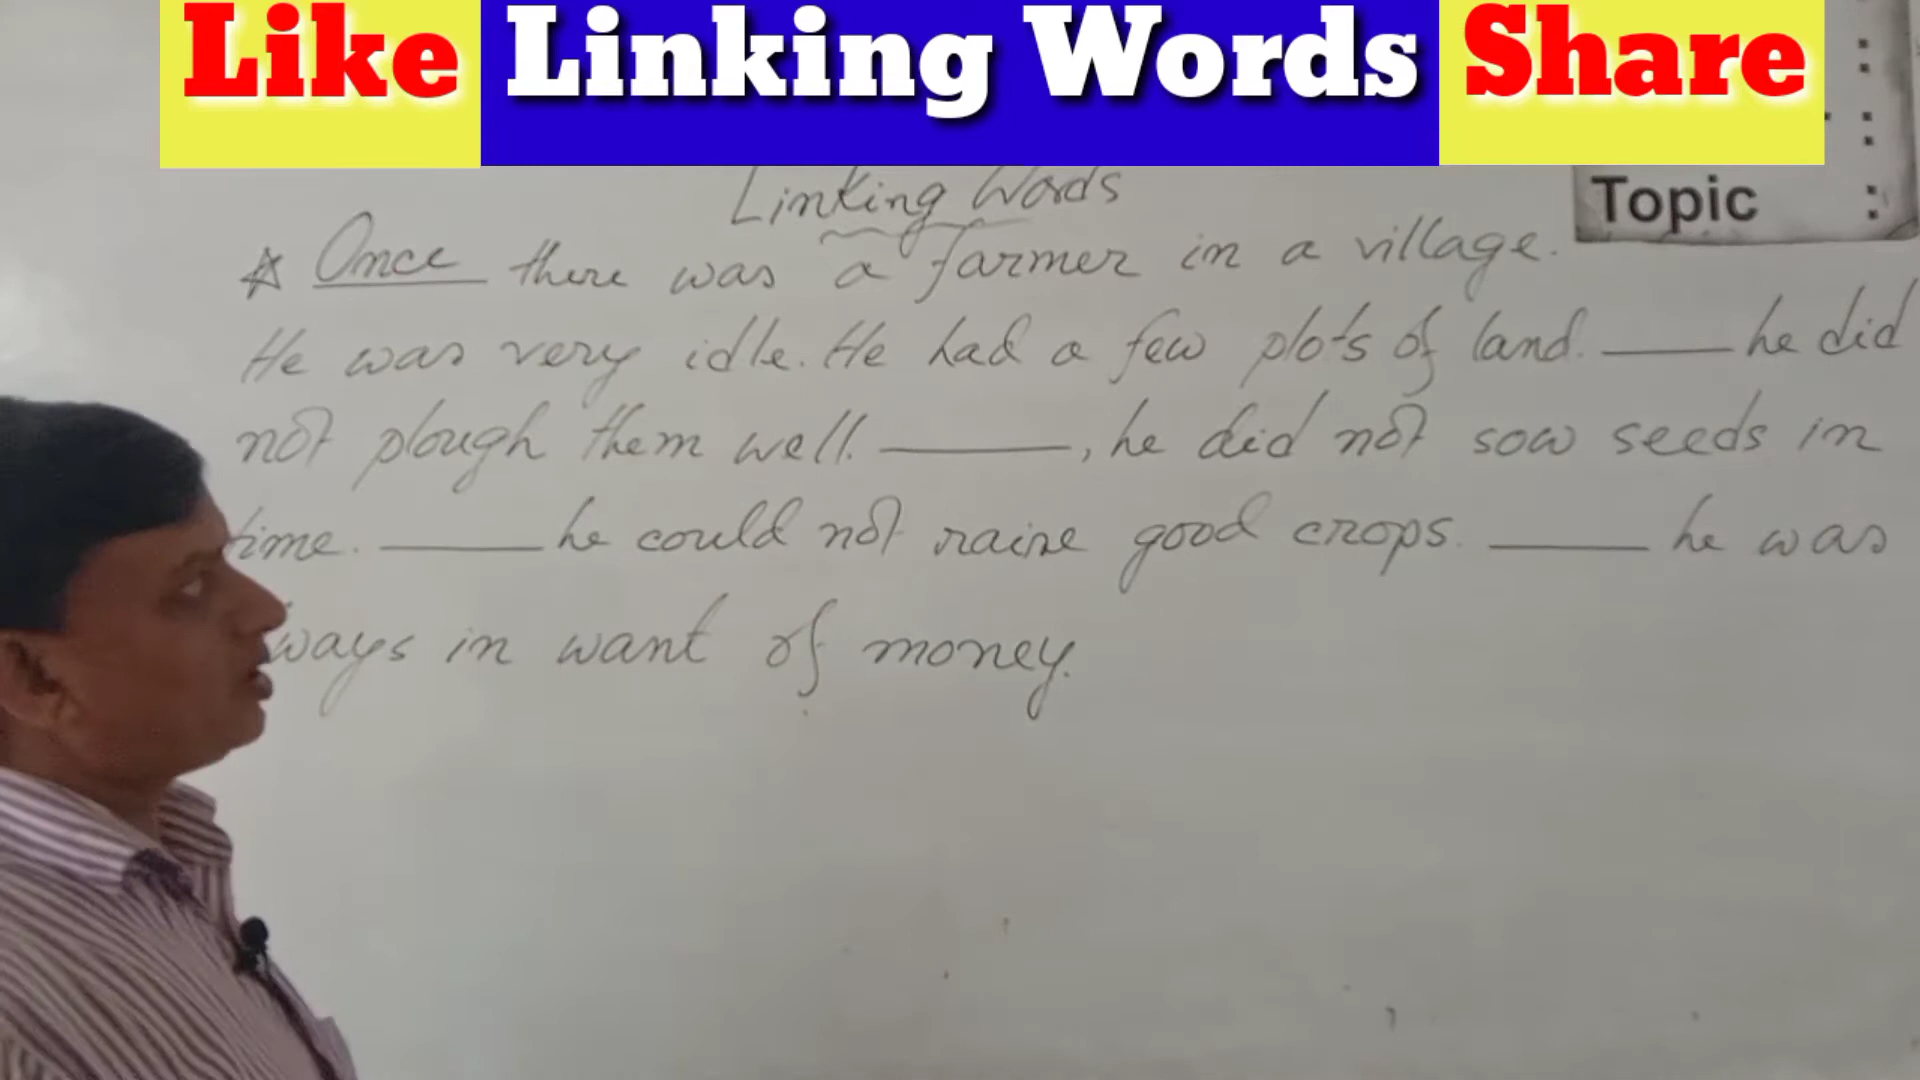 Like Linking Words Share
Topic :
Linking Words
☆ Once there was a farmer in a village.
He was very idle. He had a few plots of land. ____ he did
not plough them well. ____, he did not sow seeds in
time. ____ he could not raise good crops. ____ he was
ways in want of money.